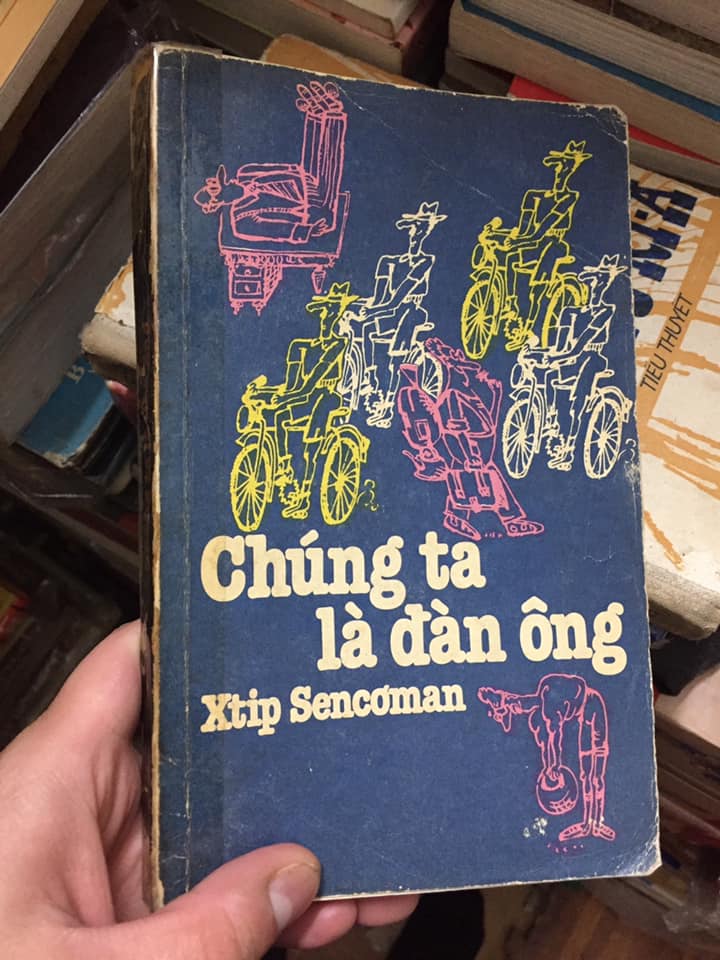 Chúng ta
là đàn ông
Xtip Sencơman
TIỂU THUYẾT